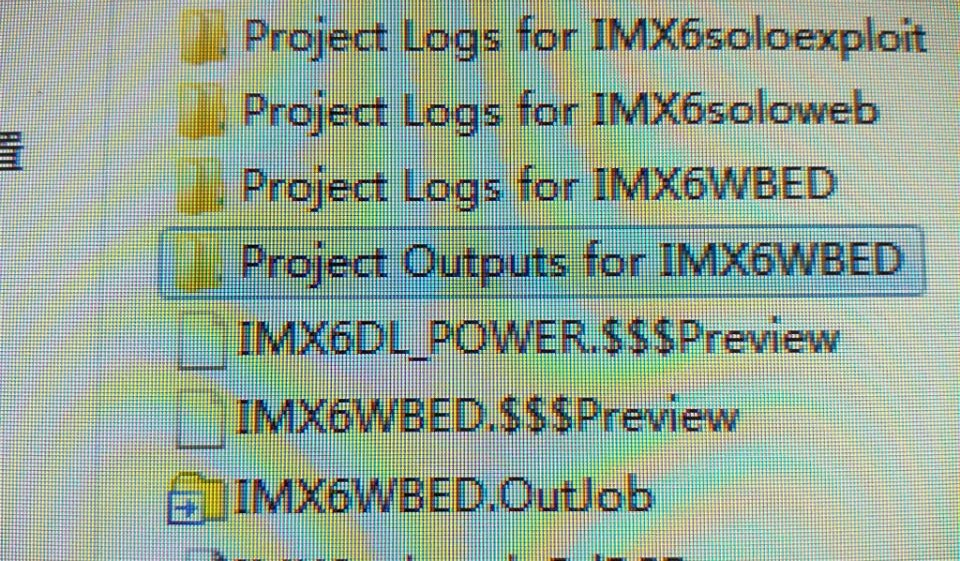 Project Logs for IMX6soloexploit
Project Logs for IMX6soloweb
Project Logs for IMX6WBED
Project Outputs for IMX6WBED
IMX6DL_POWER.$$$Preview
IMX6WBED.$$$Preview
IMX6WBED.OutJob